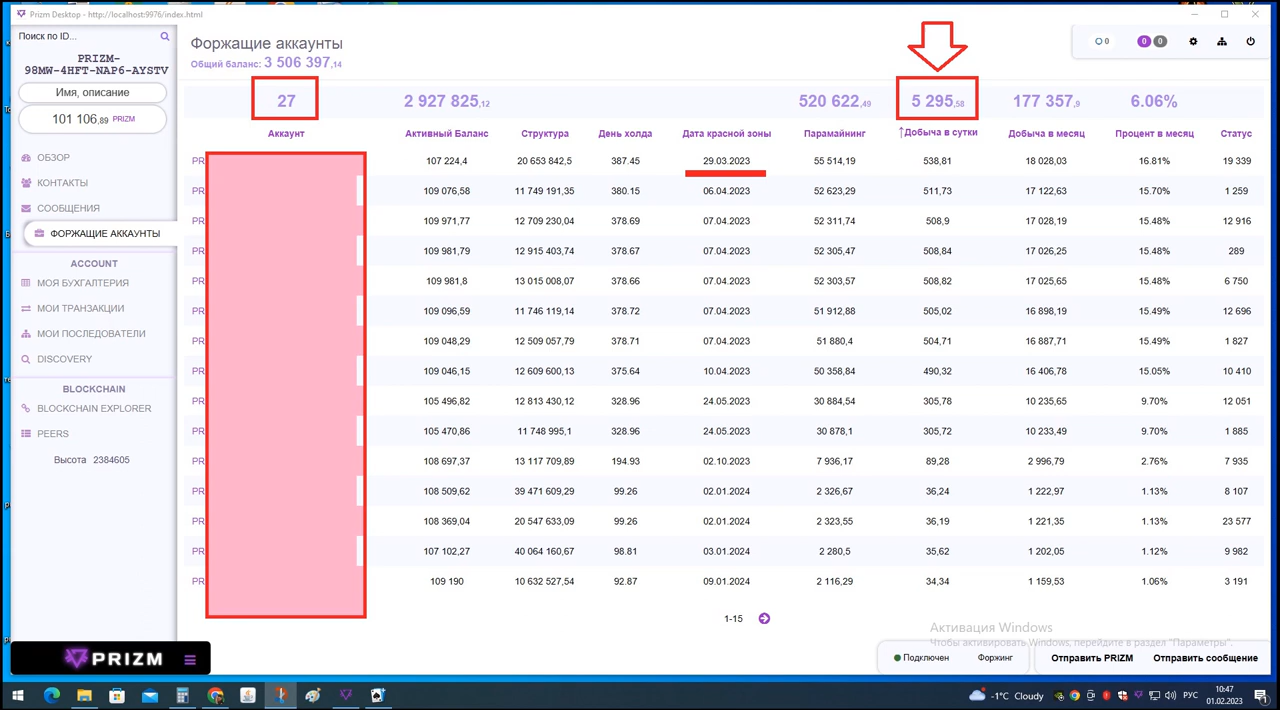 Prizm Desktop - http://localhost:9976/index.html
Поиск по ID...
PRIZM-
98MW-4HFT-NAP6-AYSTV
Имя, описание
101 106,89 PRIZM
ОБЗОР
КОНТАКТЫ
СООБЩЕНИЯ
ФОРЖАЩИЕ АККАУНТЫ
ACCOUNT
МОЯ БУХГАЛТЕРИЯ
МОИ ТРАНЗАКЦИИ
МОИ ПОСЛЕДОВАТЕЛИ
DISCOVERY
BLOCKCHAIN
BLOCKCHAIN EXPLORER
PEERS
Высота 2384605
PRIZM
Форжащие аккаунты
Общий баланс: 3 506 397,14
0 0 0
27 2 927 825,12 520 622,49 5 295,58 177 357,9 6.06%
Аккаунт Активный Баланс Структура День холда Дата красной зоны Парамайнинг ↑Добыча в сутки Добыча в месяц Процент в месяц Статус
PR 107 224,4 20 653 842,5 387.45 29.03.2023 55 514,19 538,81 18 028,03 16.81% 19 339
PR 109 076,58 11 749 191,35 380.15 06.04.2023 52 623,29 511,73 17 122,63 15.70% 1 259
PR 109 971,77 12 709 230,04 378.69 07.04.2023 52 311,74 508,9 17 028,19 15.48% 12 916
PR 109 981,79 12 915 403,74 378.67 07.04.2023 52 305,47 508,84 17 026,25 15.48% 289
PR 109 981,8 13 015 008,07 378.66 07.04.2023 52 303,57 508,82 17 025,65 15.48% 6 750
PR 109 096,59 11 746 119,14 378.72 07.04.2023 51 912,88 505,02 16 898,19 15.49% 12 696
PR 109 048,29 12 509 057,79 378.71 07.04.2023 51 880,4 504,71 16 887,71 15.49% 1 827
PR 109 046,15 12 609 600,13 375.64 10.04.2023 50 358,84 490,32 16 406,78 15.05% 10 410
PR 105 496,82 12 813 430,12 328.96 24.05.2023 30 884,54 305,78 10 235,65 9.70% 12 051
PR 105 470,86 11 748 995,1 328.96 24.05.2023 30 878,1 305,72 10 233,49 9.70% 1 885
PR 108 697,37 13 117 709,89 194.93 02.10.2023 7 936,17 89,28 2 996,79 2.76% 7 935
PR 108 509,62 39 471 609,29 99.26 02.01.2024 2 326,67 36,24 1 222,97 1.13% 8 107
PR 108 369,04 20 547 633,09 99.26 02.01.2024 2 323,55 36,19 1 221,35 1.13% 23 577
PR 107 102,27 40 064 160,67 98.81 03.01.2024 2 280,5 35,62 1 202,05 1.12% 9 982
PR 109 190 10 632 527,54 92.87 09.01.2024 2 116,29 34,34 1 159,53 1.06% 3 191
1-15
Активация Windows
Чтобы активировать Windows, перейдите в раздел "Параметры".
Подключен Форжинг Отправить PRIZM Отправить сообщение
-1°C Cloudy РУС 10:47
01.02.2023